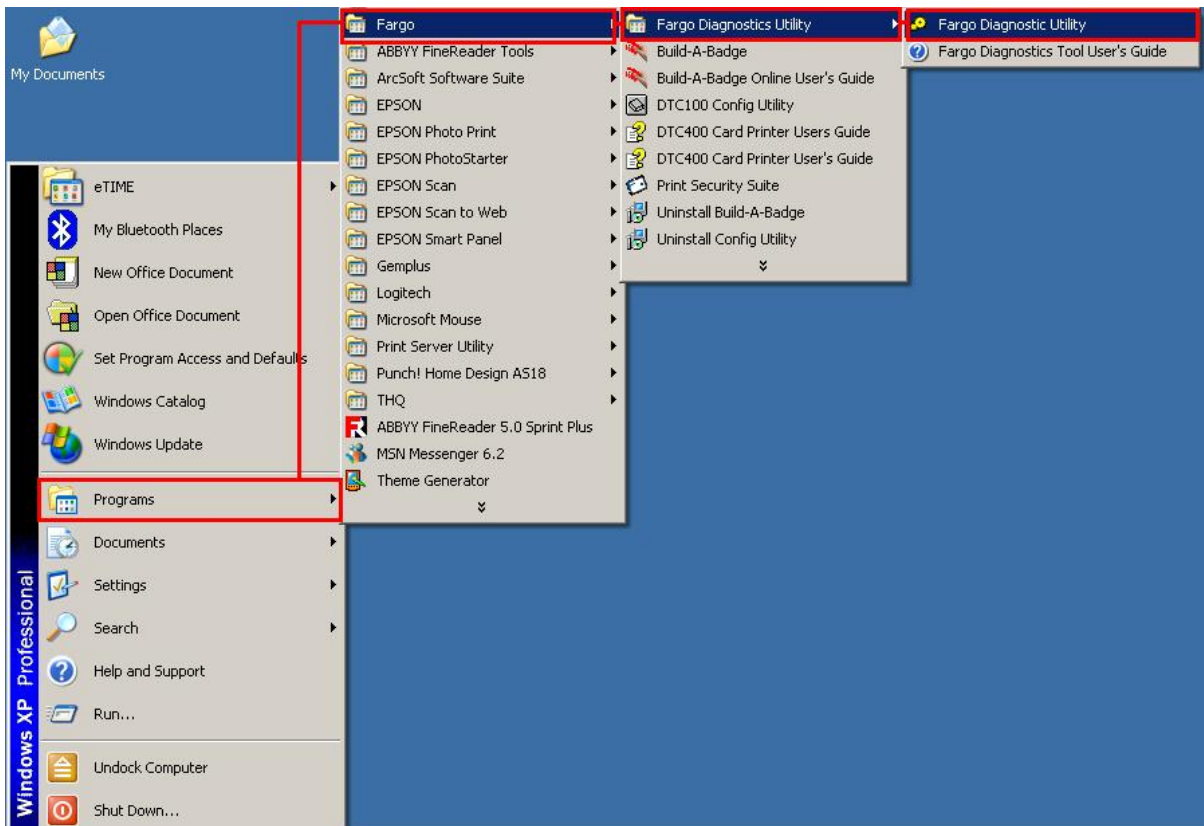 My Documents
eTIME
My Bluetooth Places
New Office Document
Open Office Document
Set Program Access and Defaults
Windows Catalog
Windows Update
Programs
Documents
Settings
Search
Help and Support
Run...
Undock Computer
Shut Down...
Windows XP Professional
Fargo
ABBYY FineReader Tools
ArcSoft Software Suite
EPSON
EPSON Photo Print
EPSON PhotoStarter
EPSON Scan
EPSON Scan to Web
EPSON Smart Panel
Gemplus
Logitech
Microsoft Mouse
Print Server Utility
Punch! Home Design AS18
THQ
ABBYY FineReader 5.0 Sprint Plus
MSN Messenger 6.2
Theme Generator
Fargo Diagnostics Utility
Build-A-Badge
Build-A-Badge Online User's Guide
DTC100 Config Utility
DTC400 Card Printer Users Guide
DTC400 Card Printer User's Guide
Print Security Suite
Uninstall Build-A-Badge
Uninstall Config Utility
Fargo Diagnostic Utility
Fargo Diagnostics Tool User's Guide